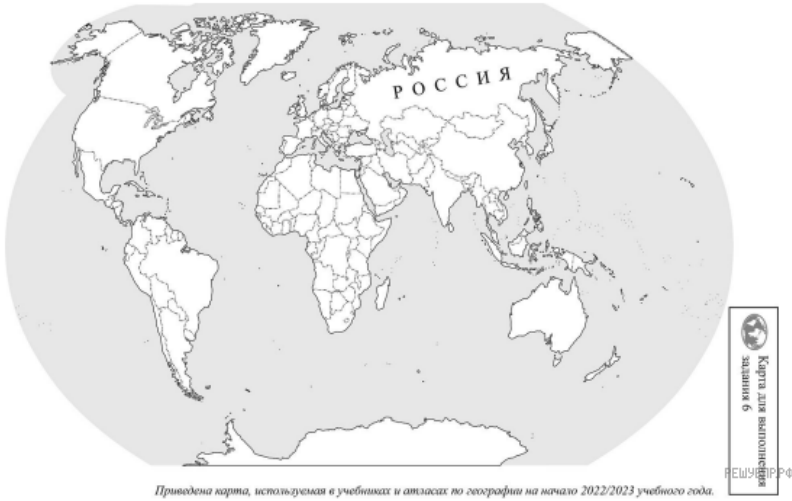 РОССИЯ
Карта для выполнения
задания 6
РЕШУВПР.РФ
Приведена карта, используемая в учебниках и атласах по географии на начало 2022/2023 учебного года.